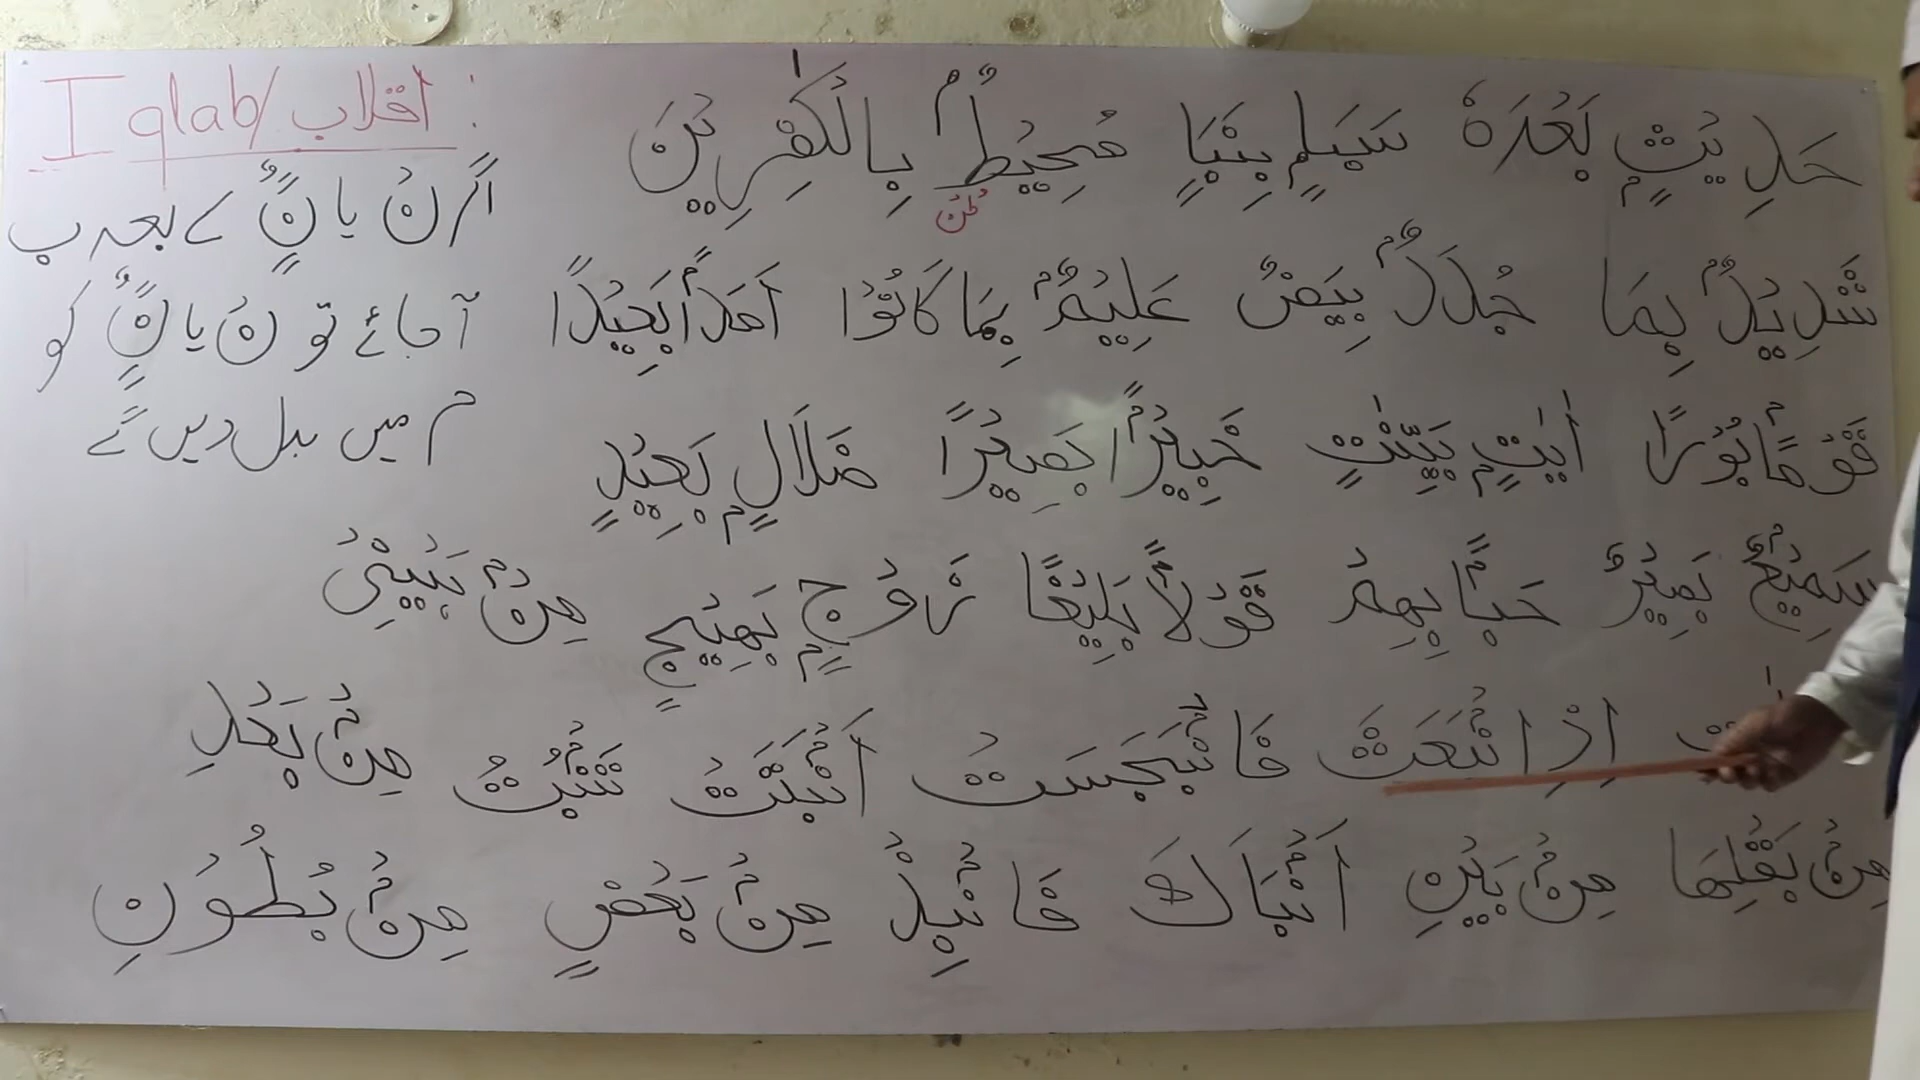 Iqlab/اقلاب :
اگر نْ یا نًٌٍ کے بعد ب
آجائے تو نْ یا نًٌٍ کو
م میں بدل دیں گے
حَدِيْثٍۭ بَعْدَهٗ سَبَاٍۭ بِنَبَاٍ مُحِيْطٌۢ بِالْكٰفِرِيْنَ
شَدِيْدٌۢ بِمَا جُدَدٌۢ بِيْضٌ عَلِيْمٌۢ بِمَا كَانُوْا اَمَدًۢا بَعِيْدًا
قَوْمًۢا بُوْرًا اٰيٰتٍۭ بَيِّنٰتٍ خَبِيْرًۢا بَصِيْرًا ضَلَالٍۭ بَعِيْدٍ
سَمِيْعٌۢ بَصِيْرٌ خَبِيْرًۢا قَوْلًاۢ بَلِيْغًا زَوْجٍۭ بَهِيْجٍ مِنْۢ بَيْنِيْ
اِذِ انْۢبَعَثَ فَانْۢبَجَسَتْ اَنْۢبَتَتْ تُنْۢبِتُ مِنْۢ بَعْدِ
مِنْۢ بَقْلِهَا مِنْۢ بَيْنِ اَنْۢبَاَكَ فَانْۢبِذْ مِنْۢ بَعْضٍ مِنْۢ بُطُوْنِ